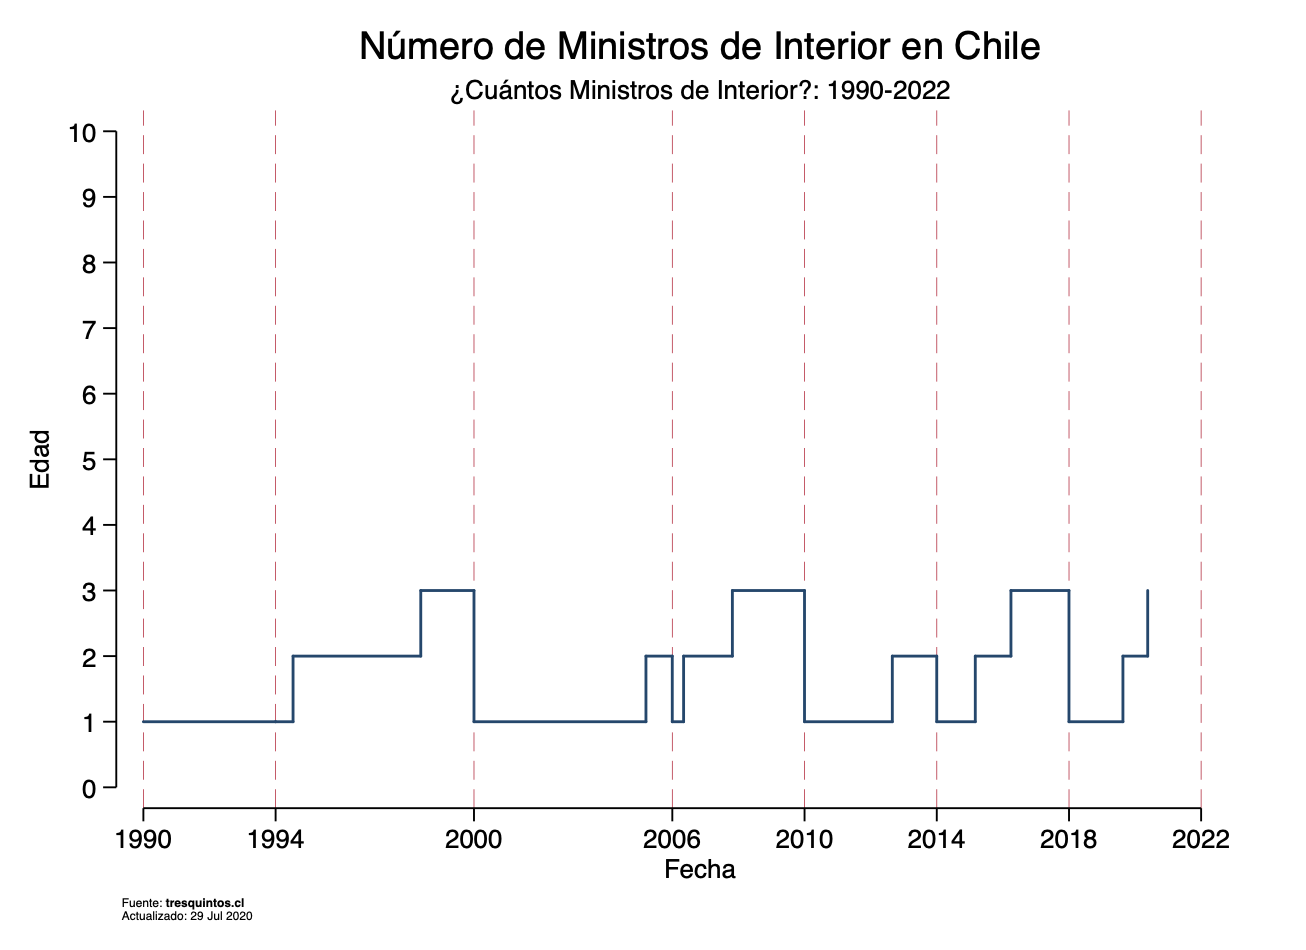 Número de Ministros de Interior en Chile
¿Cuántos Ministros de Interior?: 1990-2022
10
9
8
7
6
5
4
3
2
1
0
Edad
1990 1994 2000 2006 2010 2014 2018 2022
Fecha
Fuente: tresquintos.cl
Actualizado: 29 Jul 2020